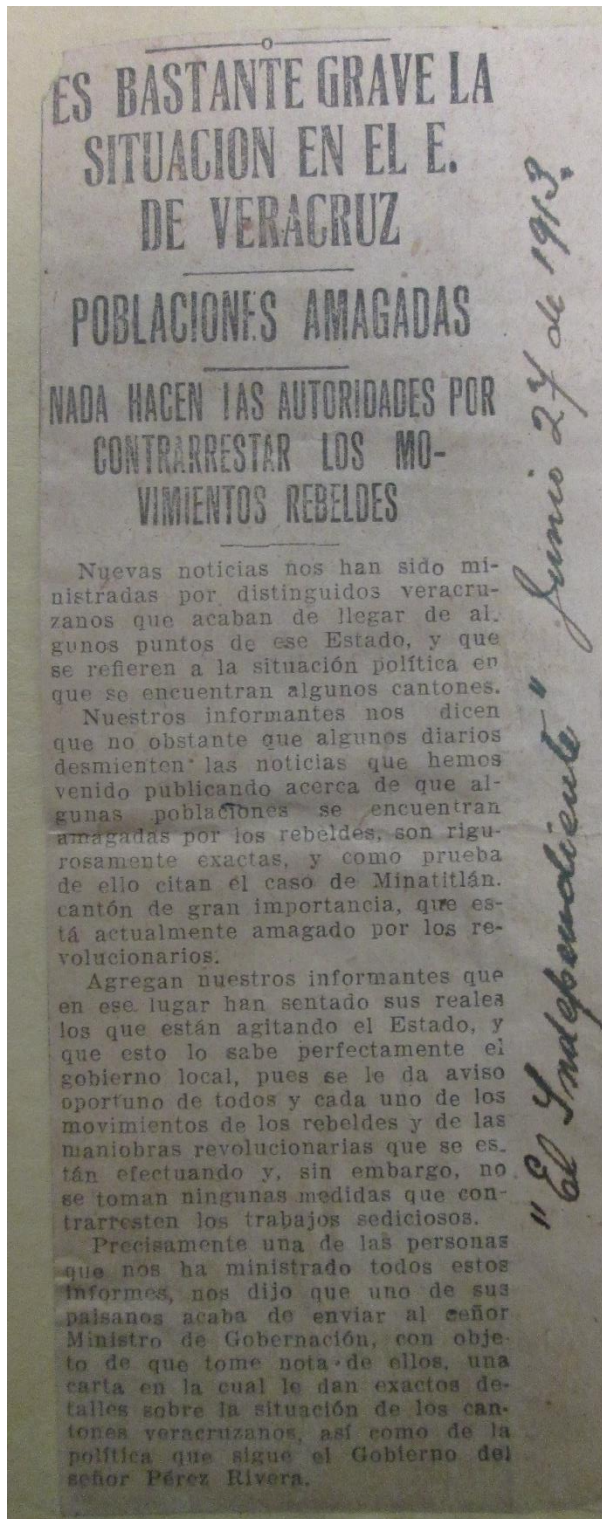 ES BASTANTE GRAVE LA
SITUACION EN EL E.
DE VERACRUZ
POBLACIONES AMAGADAS
NADA HACEN LAS AUTORIDADES POR
CONTRARRESTAR LOS MO-
VIMIENTOS REBELDES
Nuevas noticias nos han sido mi-
nistradas por distinguidos veracru-
zanos que acaban de llegar de al.
gunos puntos de ese Estado, y que
se refieren a la situación política en
que se encuentran algunos cantones.
Nuestros informantes nos dicen
que no obstante que algunos diarios
desmienten las noticias que hemos
venido publicando acerca de que al-
gunas poblaciones se encuentran
amagadas por los rebeldes, son rigu-
rosamente exactas, y como prueba
de ello citan el caso de Minatitlán.
cantón de gran importancia, que es-
tá actualmente amagado por los re-
volucionarios.
Agregan nuestros informantes que
en ese lugar han sentado sus reales
los que están agitando el Estado, y
que esto lo sabe perfectamente el
gobierno local, pues se le da aviso
oportuno de todos y cada uno de los
movimientos de los rebeldes y de las
maniobras revolucionarias que se es-
tán efectuando y, sin embargo, no
se toman ningunas medidas que con-
trarresten los trabajos sediciosos.
Precisamente una de las personas
que nos ha ministrado todos estos
informes, nos dijo que uno de sus
paisanos acaba de enviar al señor
Ministro de Gobernación, con obje-
to de que tome nota de ellos, una
carta en la cual le dan exactos de-
talles sobre la situación de los can-
tones veracruzanos, así como de la
política que sigue el Gobierno del
señor Pérez Rivera.
"El Independiente" Junio 27 de 1913.